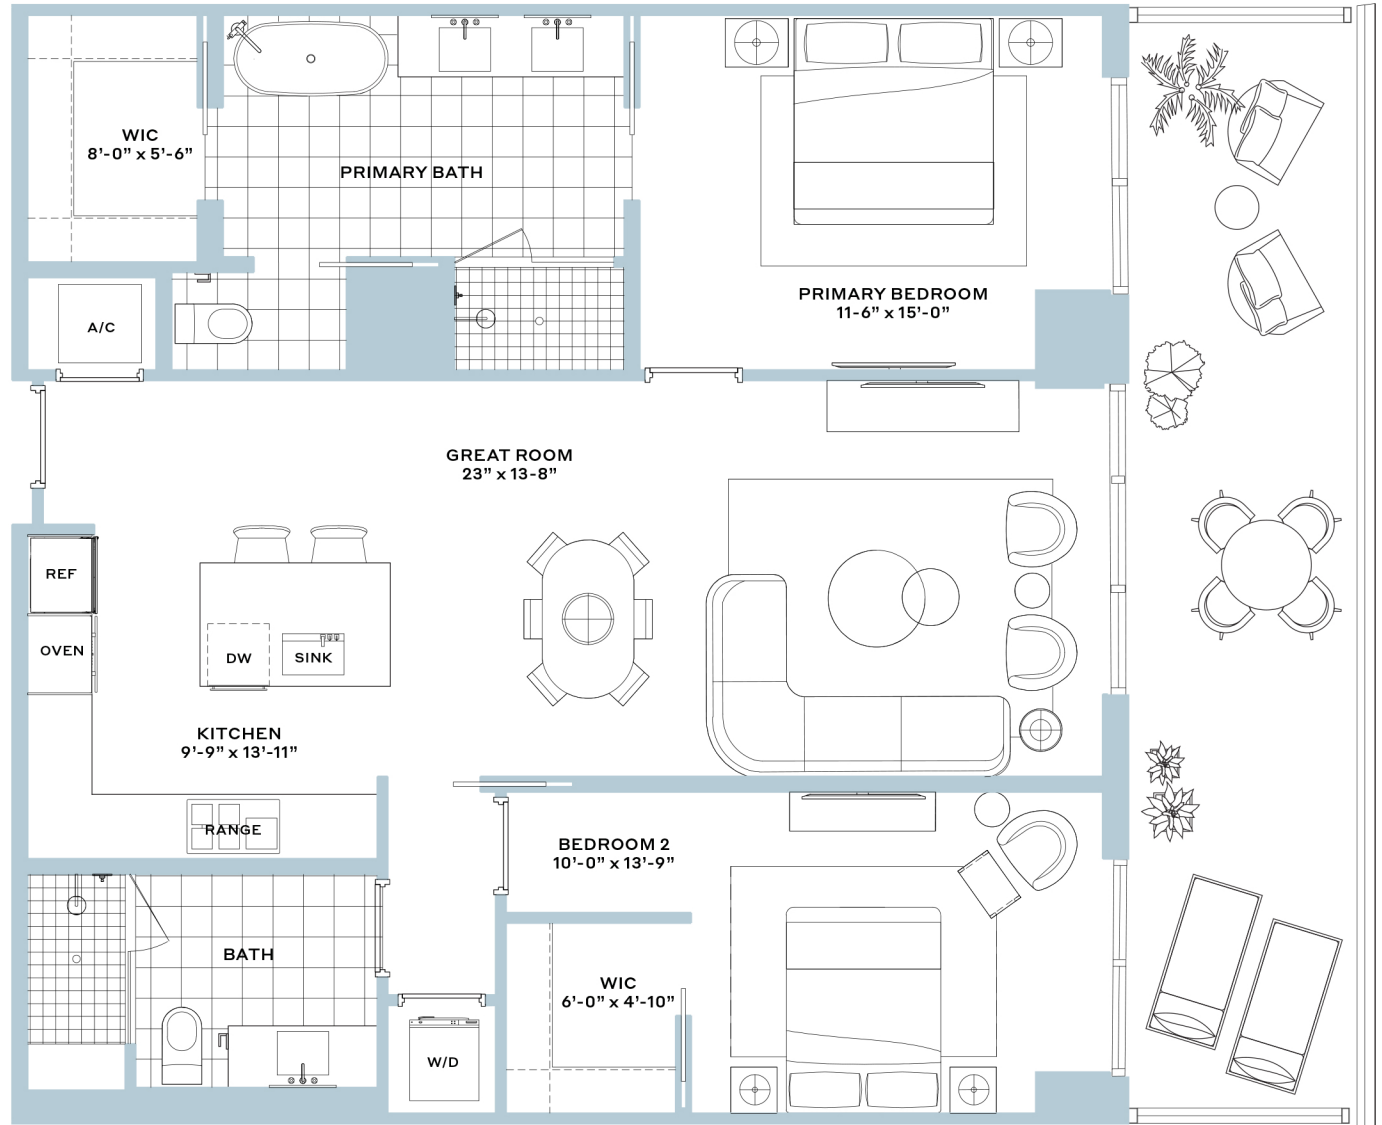 WIC
8’-0” x 5’-6”
PRIMARY BATH
PRIMARY BEDROOM
11-6” x 15’-0”
A/C
GREAT ROOM
23” x 13-8”
REF
OVEN
DW
SINK
KITCHEN
9’-9” x 13’-11”
RANGE
BEDROOM 2
10’-0” x 13’-9”
BATH
WIC
6’-0” x 4’-10”
W/D